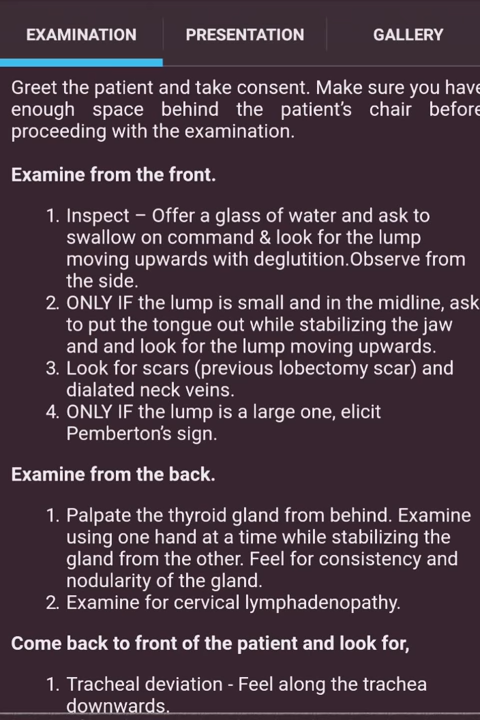 EXAMINATION PRESENTATION GALLERY
Greet the patient and take consent. Make sure you have
enough space behind the patient's chair before
proceeding with the examination.
Examine from the front.
1. Inspect – Offer a glass of water and ask to
swallow on command & look for the lump
moving upwards with deglutition.Observe from
the side.
2. ONLY IF the lump is small and in the midline, ask
to put the tongue out while stabilizing the jaw
and and look for the lump moving upwards.
3. Look for scars (previous lobectomy scar) and
dialated neck veins.
4. ONLY IF the lump is a large one, elicit
Pemberton's sign.
Examine from the back.
1. Palpate the thyroid gland from behind. Examine
using one hand at a time while stabilizing the
gland from the other. Feel for consistency and
nodularity of the gland.
2. Examine for cervical lymphadenopathy.
Come back to front of the patient and look for,
1. Tracheal deviation - Feel along the trachea
downwards.